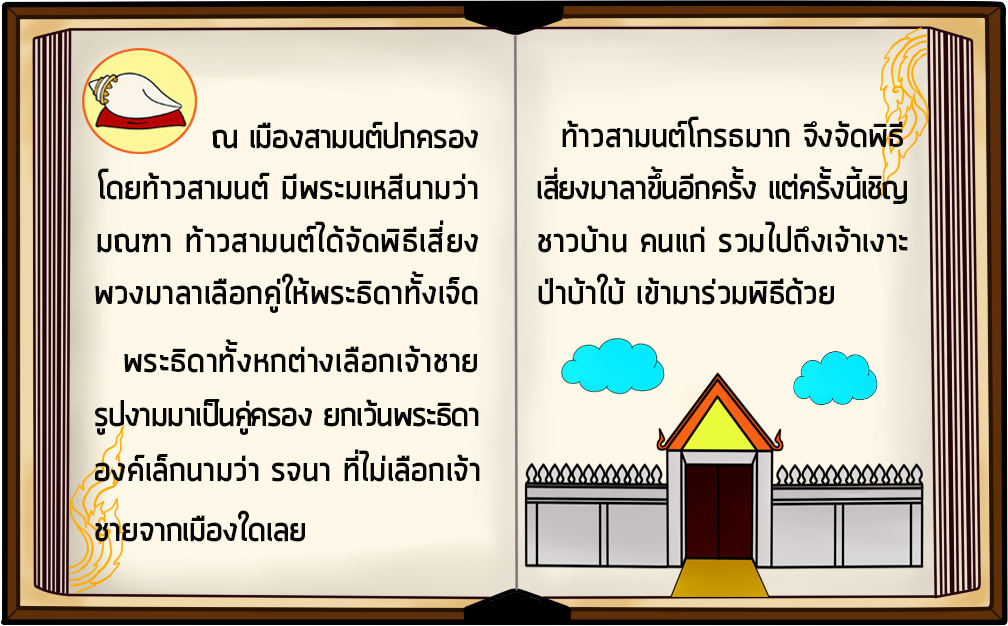 ณ เมืองสามนต์ปกครอง
โดยท้าวสามนต์ มีพระมเหสีนามว่า
มณฑา ท้าวสามนต์ได้จัดพิธีเสี่ยง
พวงมาลาเลือกคู่ให้พระธิดาทั้งเจ็ด
พระธิดาทั้งหกต่างเลือกเจ้าชาย
รูปงามมาเป็นคู่ครอง ยกเว้นพระธิดา
องค์เล็กนามว่า รจนา ที่ไม่เลือกเจ้า
ชายจากเมืองใดเลย
ท้าวสามนต์โกรธมาก จึงจัดพิธี
เสี่ยงมาลาขึ้นอีกครั้ง แต่ครั้งนี้เชิญ
ชาวบ้าน คนแก่ รวมไปถึงเจ้าเงาะ
ป่าบ้าใบ้ เข้ามาร่วมพิธีด้วย